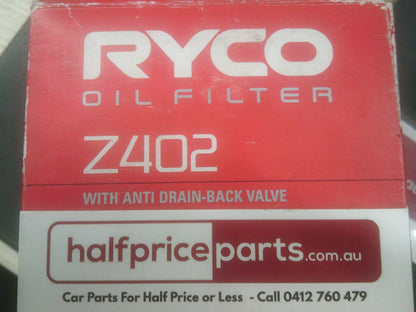 RYCO
OIL FILTER
Z402
WITH ANTI DRAIN-BACK VALVE
halfpriceparts.com.au
Car Parts For Half Price or Less - Call 0412 760 479